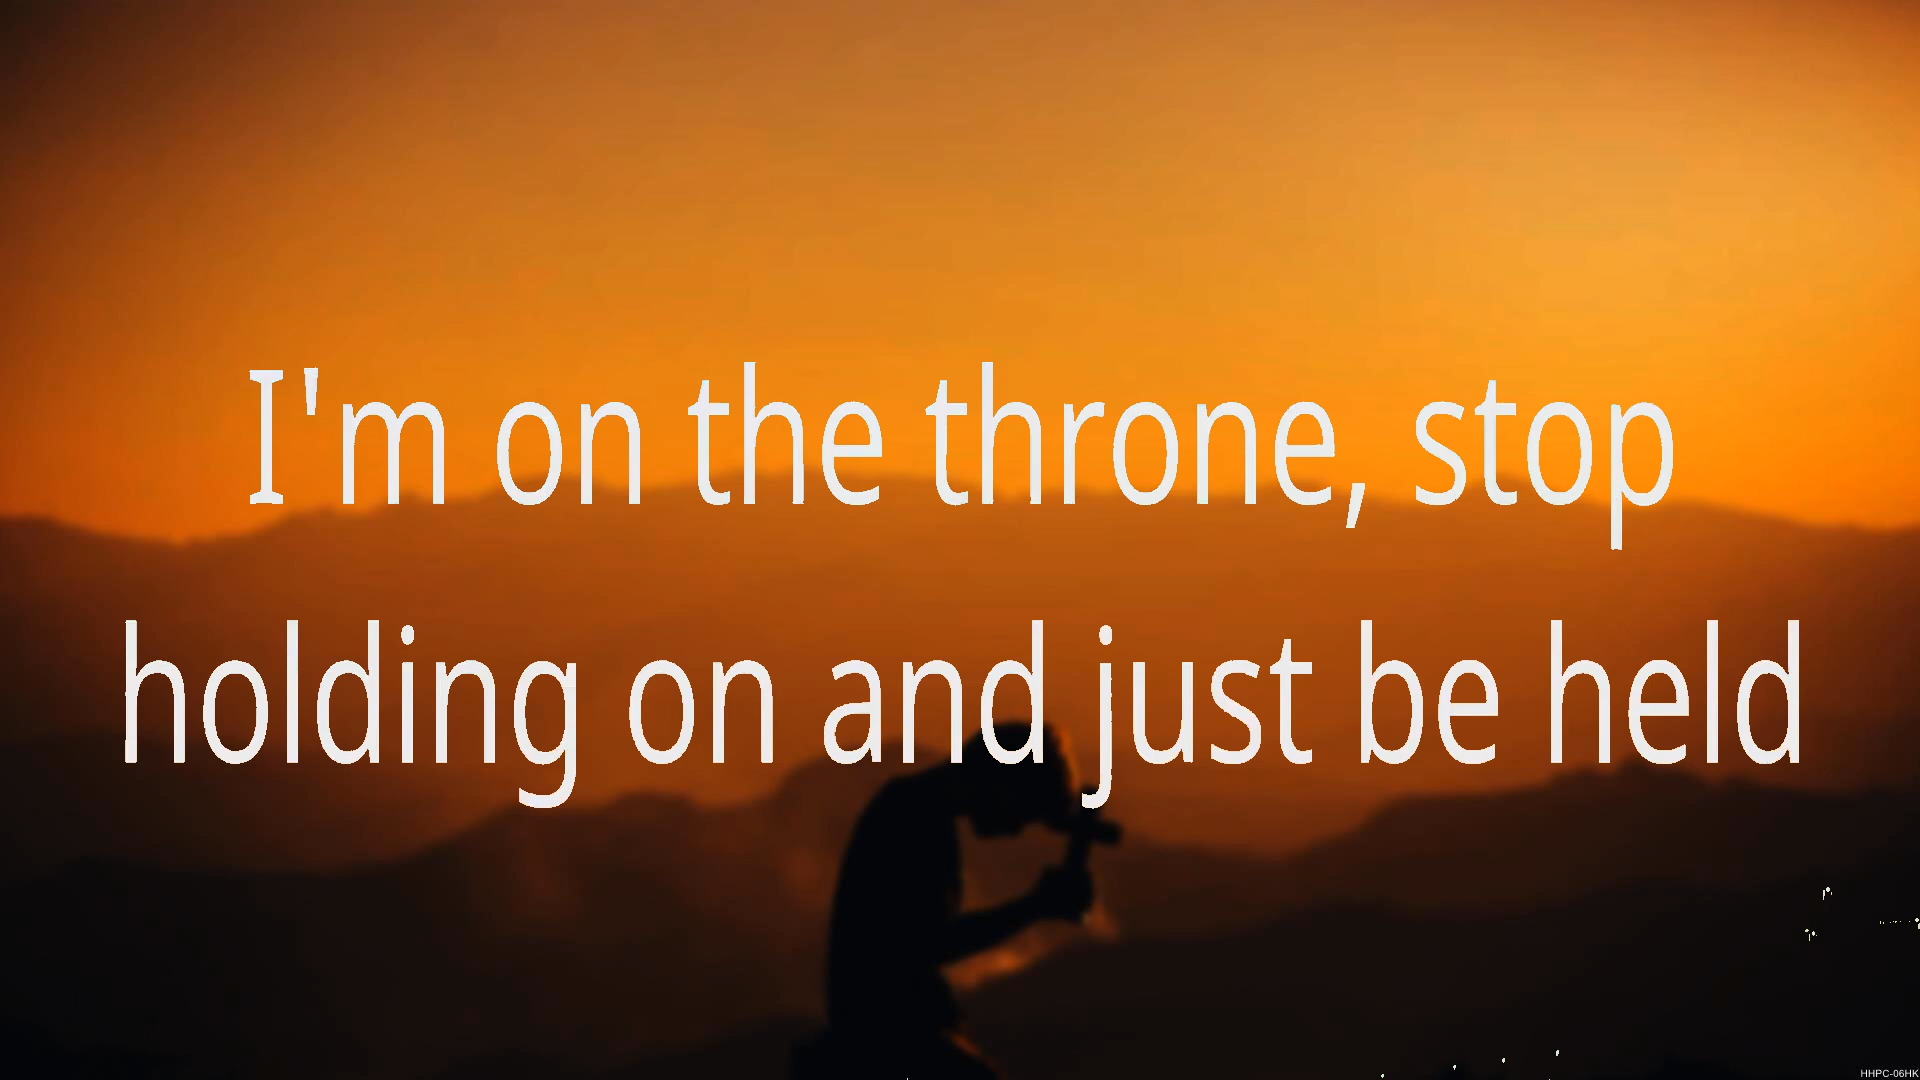 I'm on the throne, stop
holding on and just be held
HHPC-06HK